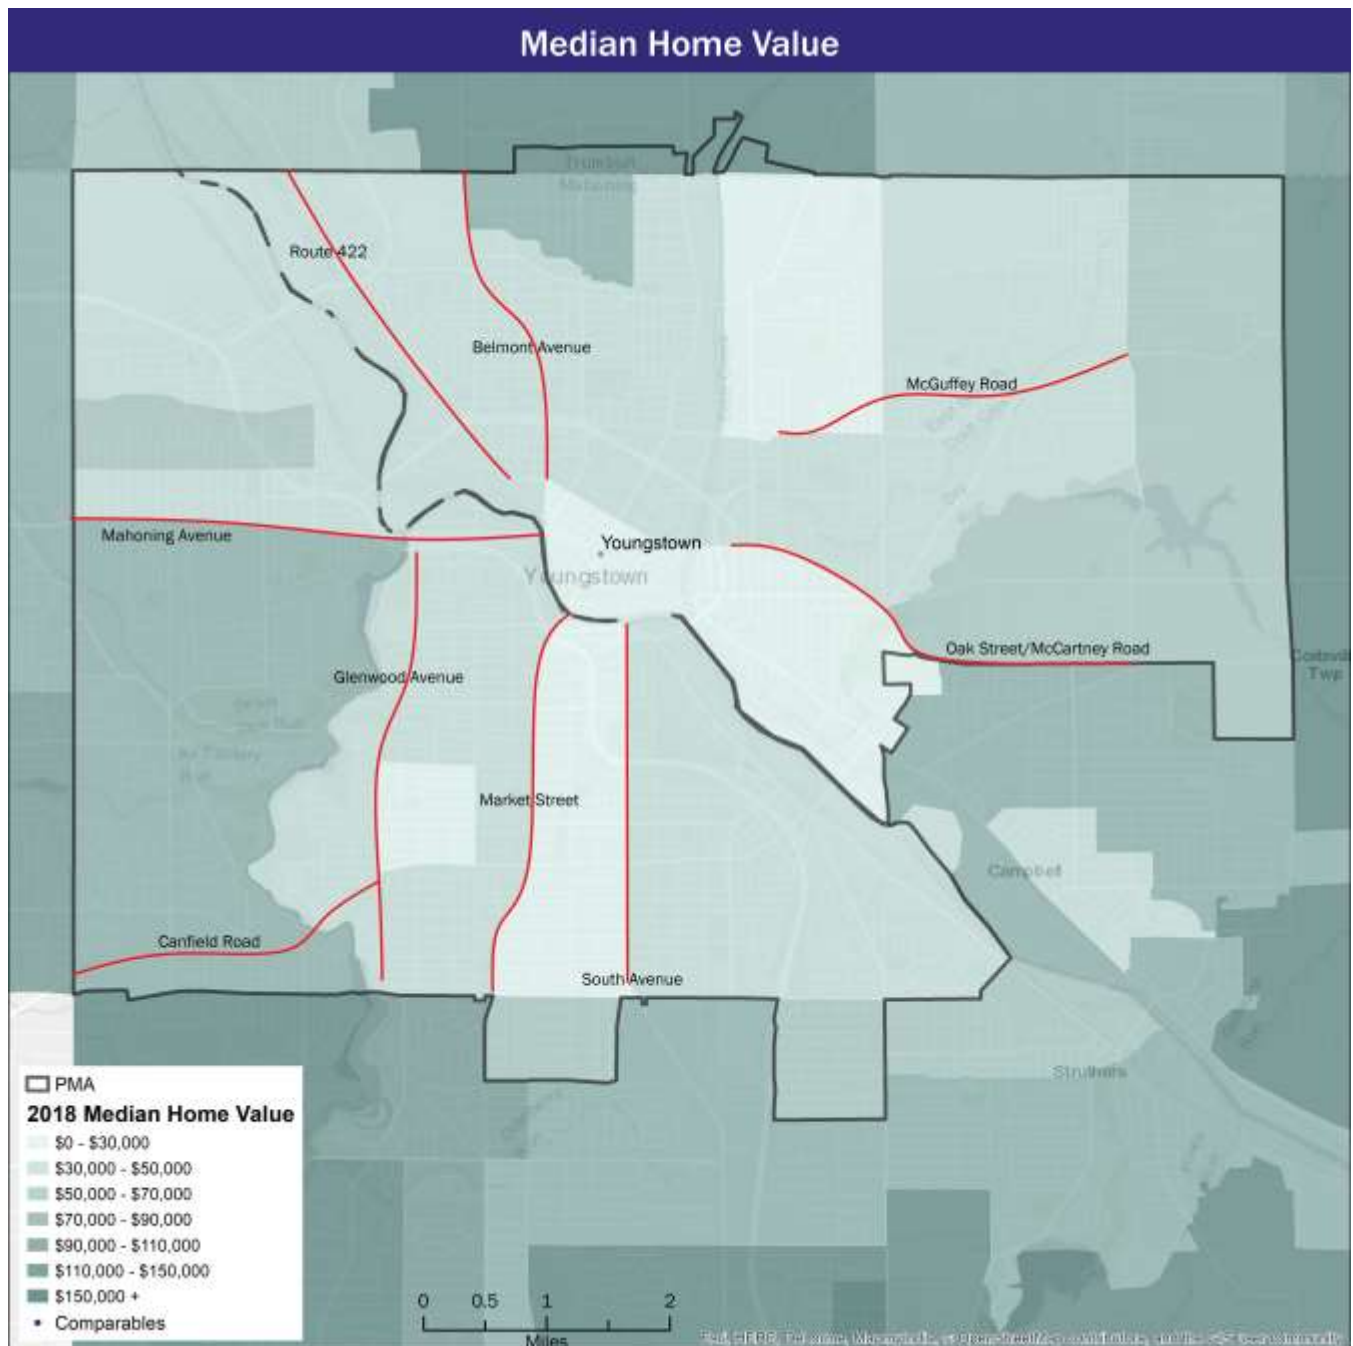 Median Home Value
Trumbull
Mahoning
Route 422
Belmont Avenue
McGuffey Road
Mahoning Avenue
Youngstown
Youngstown
Oak Street/McCartney Road
Twp
Glenwood Avenue
Market Street
Campbell
Canfield Road
South Avenue
Struthers
PMA
2018 Median Home Value
$0 - $30,000
$30,000 - $50,000
$50,000 - $70,000
$70,000 - $90,000
$90,000 - $110,000
$110,000 - $150,000
$150,000 +
Comparables
0 0.5 1 2
Miles